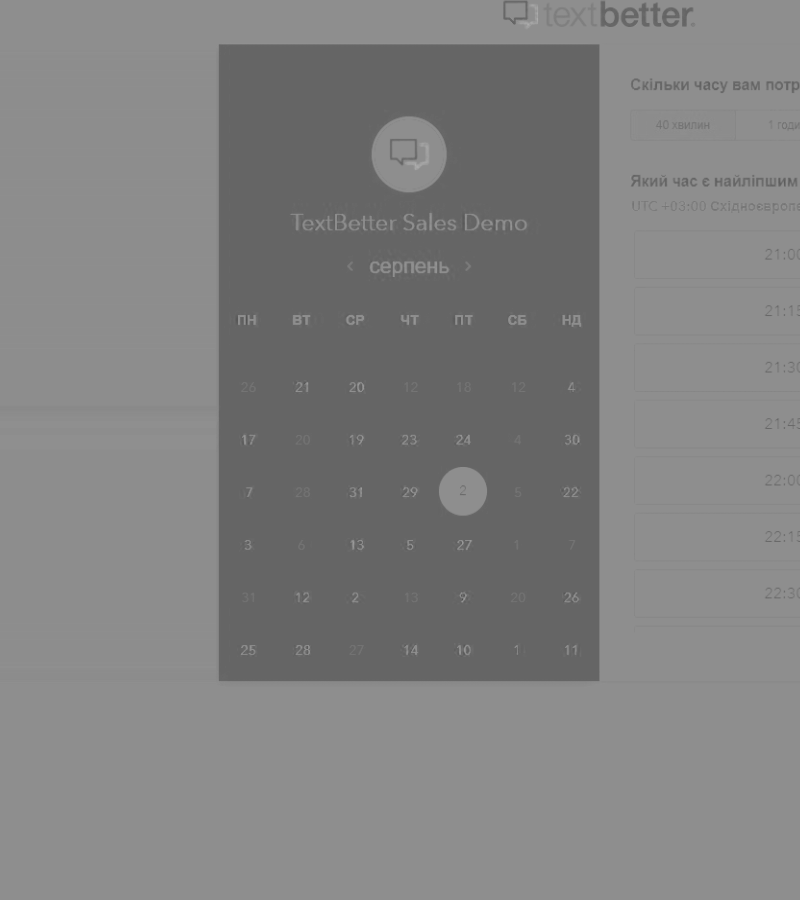 textbetter.
TextBetter Sales Demo
‹ серпень ›
ПН ВТ СР ЧТ ПТ СБ НД
26 21 20 12 18 12 4
17 20 19 23 24 4 30
7 28 31 29 2 5 22
3 6 13 5 27 1 7
31 12 2 13 9 20 26
25 28 27 14 10 1 11
Скільки часу вам потр
40 хвилин 1 годи
Який час є найліпшим
UTC +03:00 Східноєвропе
21:00
21:15
21:30
21:45
22:00
22:15
22:30